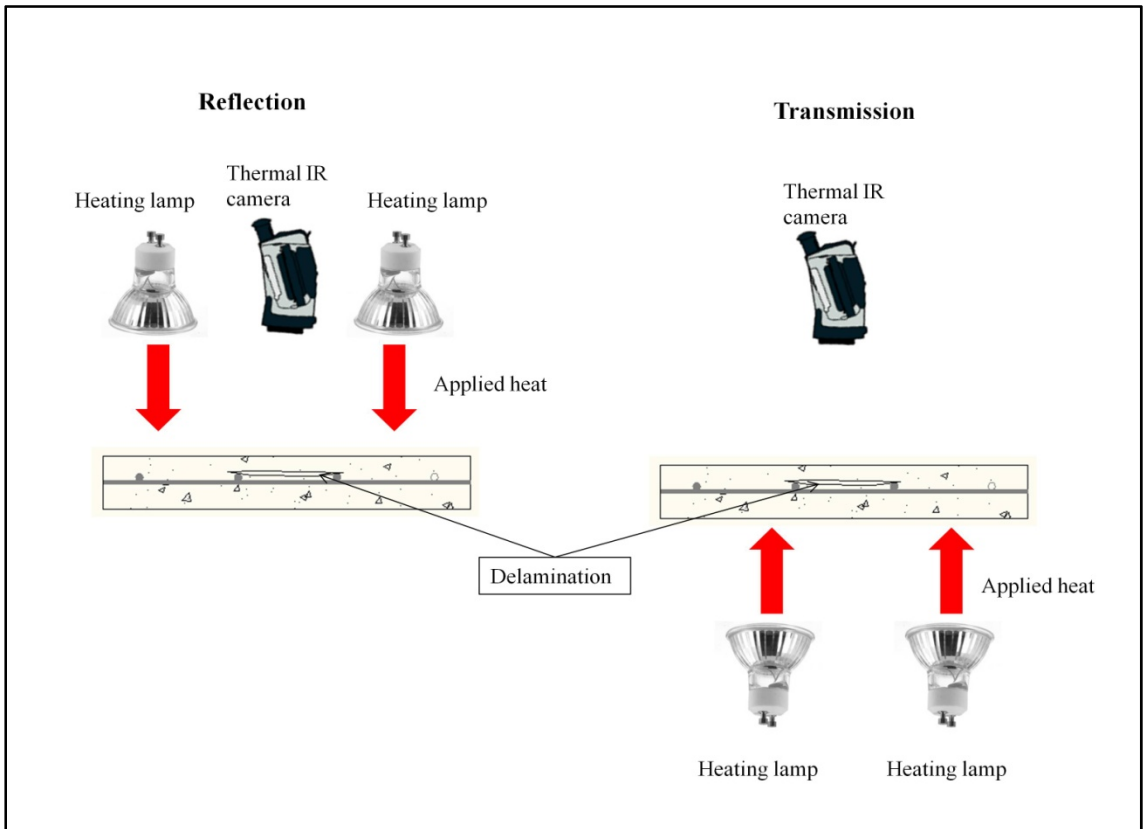 Reflection
Transmission
Thermal IR
camera
Heating lamp
Heating lamp
Thermal IR
camera
Applied heat
Delamination
Applied heat
Heating lamp
Heating lamp